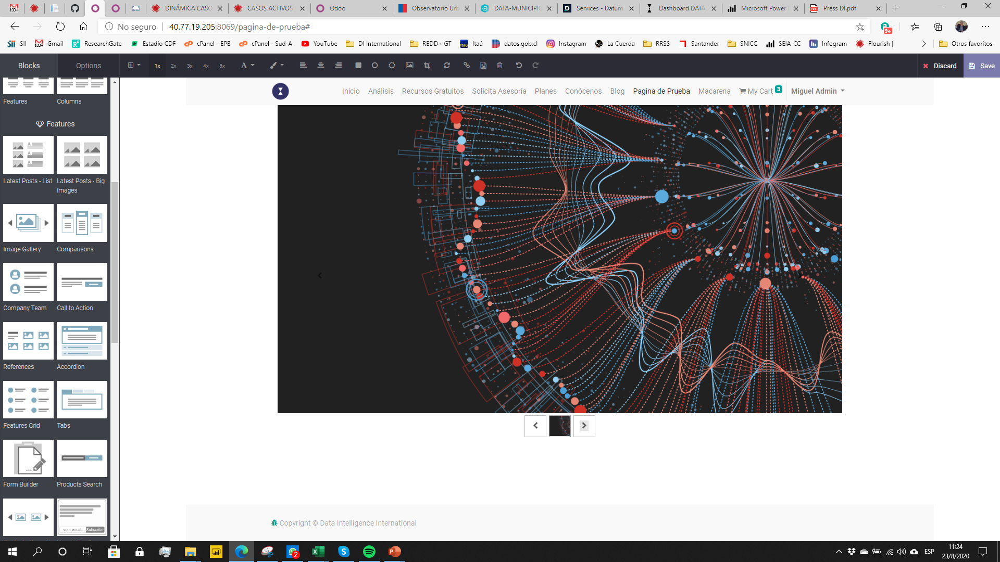 100+
DINÁMICA CASO
CASOS ACTIVOS
Odoo
Observatorio Urb
DATA-MUNICIPIO
Services - Datum
Dashboard DATA
Microsoft Power
Press DI.pdf
No seguro
40.77.19.205:8069/pagina-de-prueba#
9+
SII
Gmail
ResearchGate
Estadio CDF
cPanel - EPB
cPanel - Sud-A
YouTube
DI International
REDD+ GT
Itaú
datos.gob.cl
Instagram
La Cuerda
RRSS
Santander
SNICC
SEIA-CC
Infogram
Flourish |
Otros favoritos
Blocks
Options
1x
2x
3x
4x
5x
A
Discard
Save
Features
Columns
Inicio
Análisis
Recursos Gratuitos
Solicita Asesoría
Planes
Conócenos
Blog
Pagina de Prueba
Macarena
My Cart 3
Miguel Admin
Features
Latest Posts - List
Latest Posts - Big
Images
Image Gallery
Comparisons
Company Team
Call to Action
References
Accordion
Features Grid
Tabs
Form Builder
Products Search
your email...
Subscribe
Copyright © Data Intelligence International
2
ESP
11:24
23/8/2020